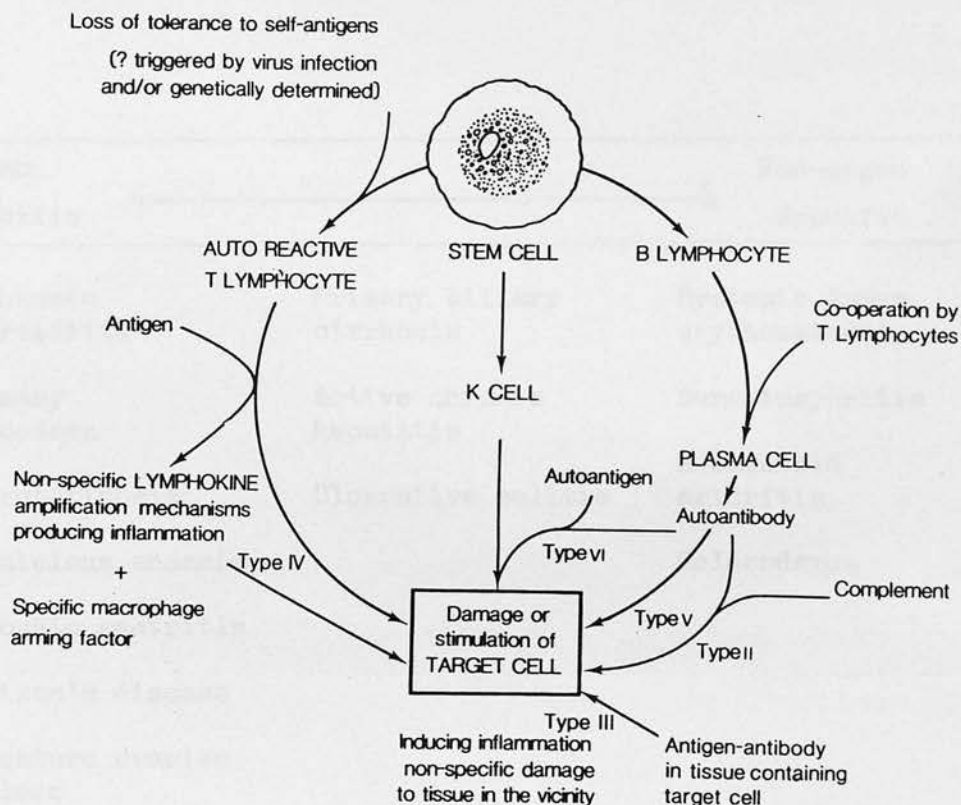 Loss of tolerance to self-antigens
(? triggered by virus infection
and/or genetically determined)
AUTO REACTIVE
T LYMPHOCYTE
STEM CELL
B LYMPHOCYTE
Antigen
Co-operation by
T Lymphocytes
K CELL
PLASMA CELL
Non-specific LYMPHOKINE
amplification mechanisms
producing inflammation
+
Specific macrophage
arming factor
Autoantigen
Autoantibody
Type VI
Type IV
Complement
Damage or
stimulation of
TARGET CELL
Type V
Type II
Type III
Inducing inflammation
non-specific damage
to tissue in the vicinity
Antigen-antibody
in tissue containing
target cell
Primary biliary
cirrhosis